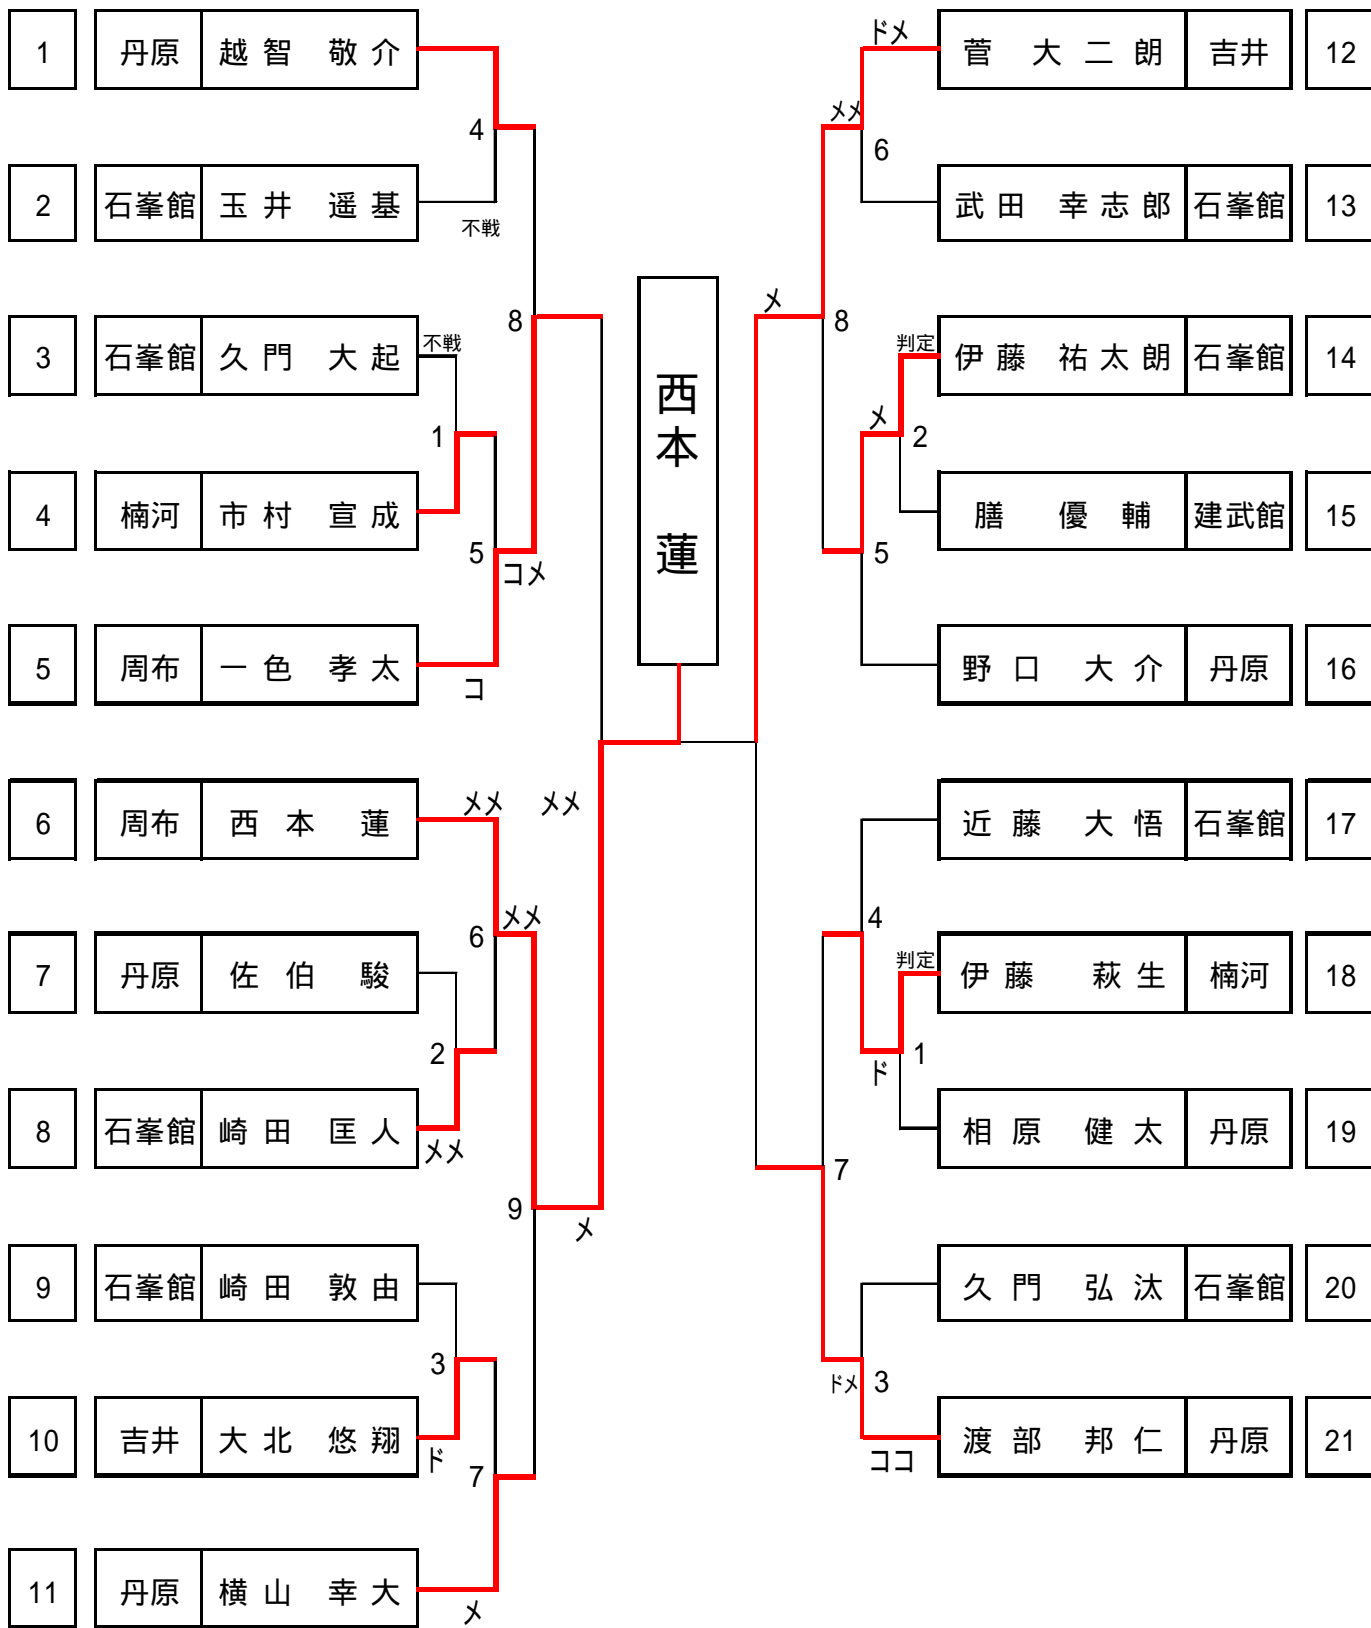 1 丹原 越智 敬介
4
2 石峯館 玉井 遥基
不戦
8
3 石峯館 久門 大起
不戦
1
4 楠河 市村 宣成
5
コメ
5 周布 一色 孝太
コ
6 周布 西本 蓮
メメ メメ
6
メメ
7 丹原 佐伯 駿
2
8 石峯館 崎田 匡人
メメ
9
メ
9 石峯館 崎田 敦由
3
10 吉井 大北 悠翔
ド
7
11 丹原 横山 幸大
メ
西本 蓮
ドメ
菅 大二朗 吉井 12
メメ
6
武田 幸志郎 石峯館 13
メ
8
判定
伊藤 祐太朗 石峯館 14
メ
2
膳 優輔 建武館 15
5
野口 大介 丹原 16
近藤 大悟 石峯館 17
4
判定
伊藤 萩生 楠河 18
1
ド
相原 健太 丹原 19
7
久門 弘汰 石峯館 20
ドメ
3
渡部 邦仁 丹原 21
ココ